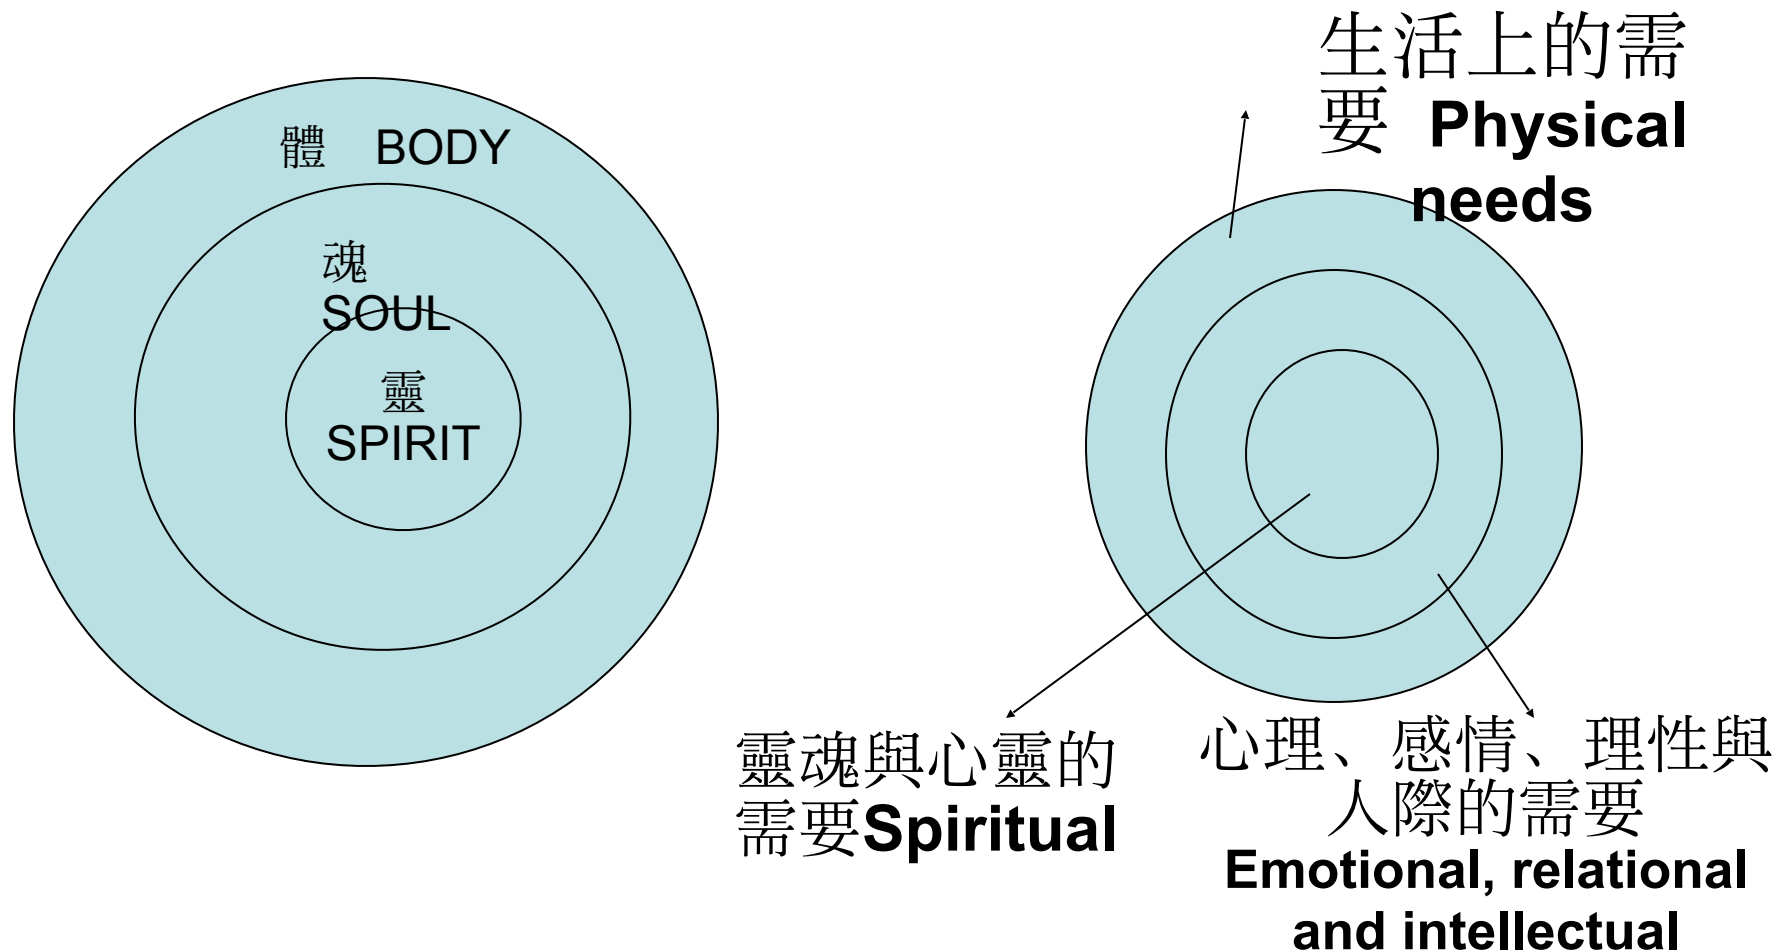 體 BODY
魂
SOUL
靈
SPIRIT
生活上的需
要 Physical
needs
靈魂與心靈的
需要Spiritual
心理、感情、理性與
人際的需要
Emotional, relational
and intellectual